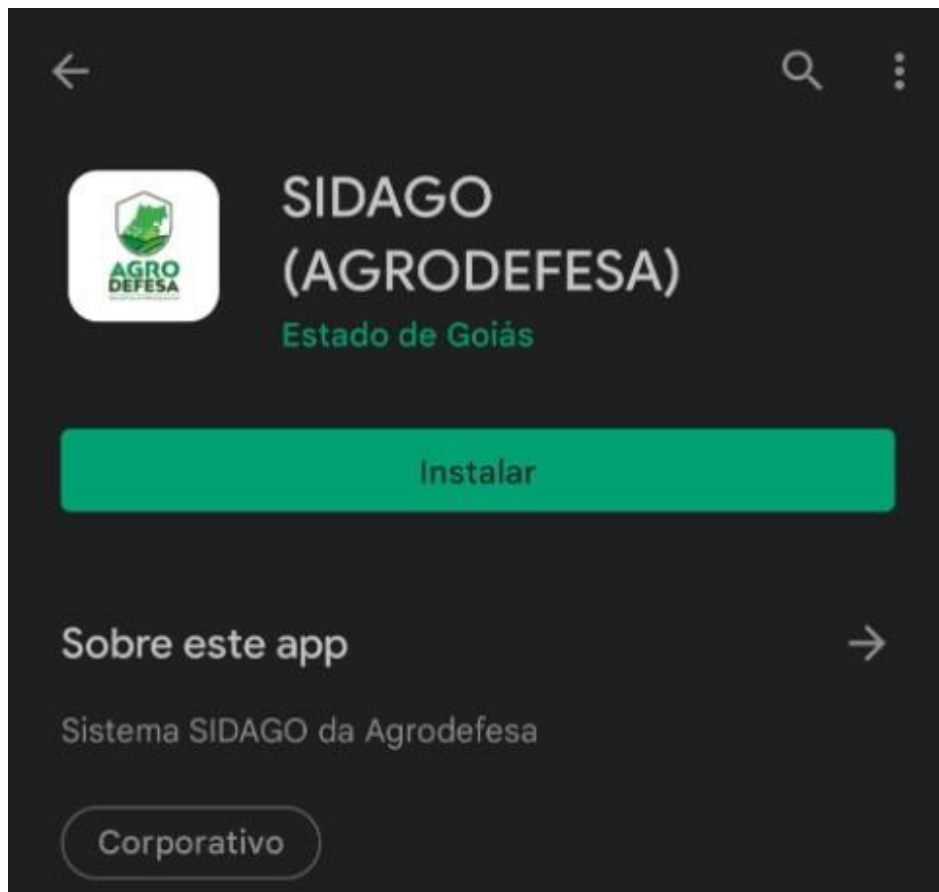 AGRO
DEFESA
SIDAGO
(AGRODEFESA)
Estado de Goiás
Instalar
Sobre este app
Sistema SIDAGO da Agrodefesa
Corporativo